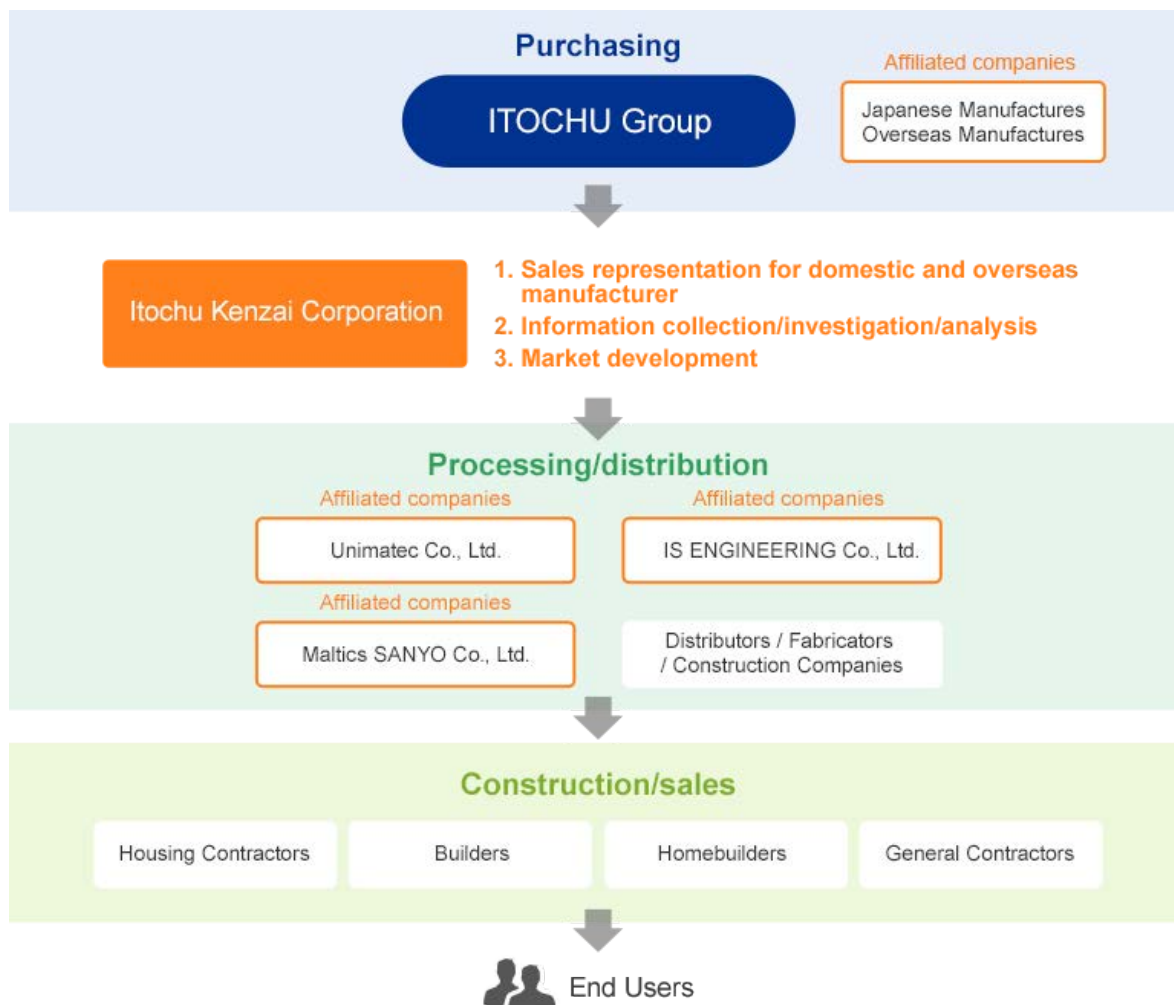 Purchasing
ITOCHU Group
Affiliated companies
Japanese Manufactures
Overseas Manufactures
Itochu Kenzai Corporation
1. Sales representation for domestic and overseas
manufacturer
2. Information collection/investigation/analysis
3. Market development
Processing/distribution
Affiliated companies
Unimatec Co., Ltd.
Affiliated companies
IS ENGINEERING Co., Ltd.
Affiliated companies
Maltics SANYO Co., Ltd.
Distributors / Fabricators
/ Construction Companies
Construction/sales
Housing Contractors
Builders
Homebuilders
General Contractors
End Users